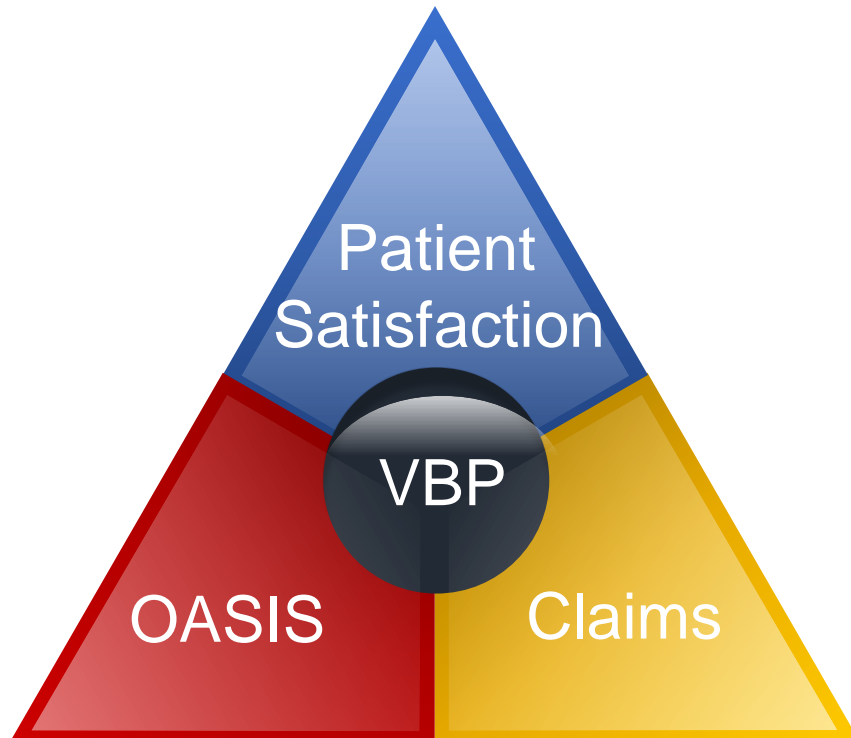 Patient
Satisfaction
VBP
OASIS
Claims